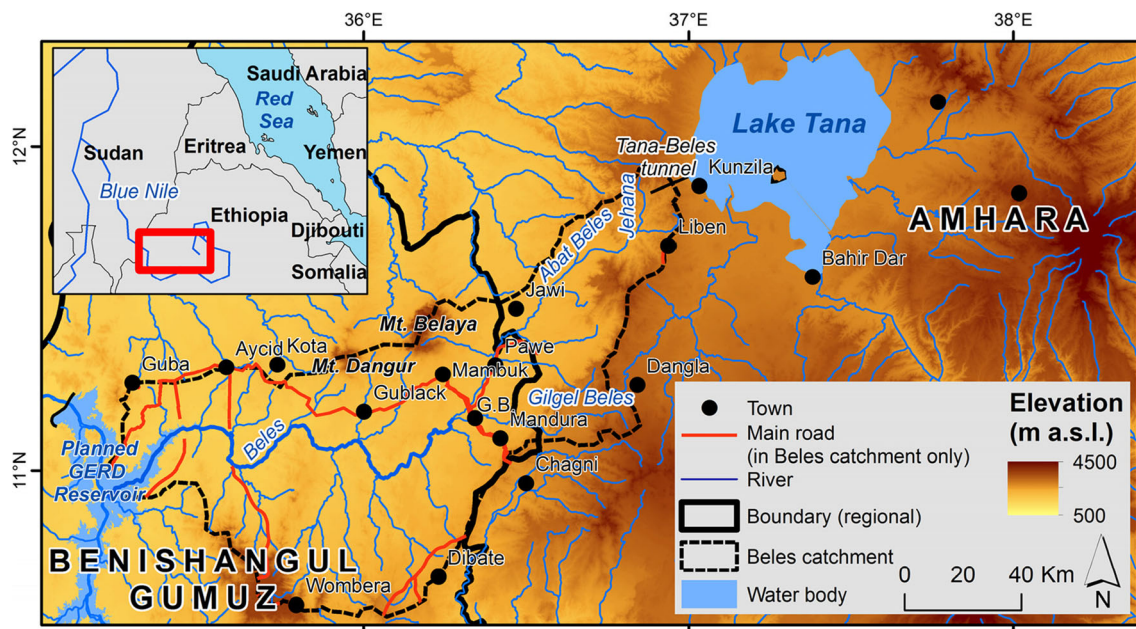 36°E
37°E
38°E
12°N
11°N
Saudi Arabia
Red
Sea
Sudan
Eritrea
Yemen
Blue Nile
Ethiopia
Djibouti
Somalia
Lake Tana
Tana-Beles
tunnel
Kunzila
Jehana
AMHARA
Abat Beles
Liben
Bahir Dar
Jawi
Mt. Belaya
Pawe
Guba
Aycid
Kota
Mt. Dangur
Mambuk
Dangla
Gublack
G.B.
Gilgel Beles
Mandura
Beles
Chagni
Planned
GERD
Reservoir
BENISHANGUL
GUMUZ
Dibate
Wombera
Town
Main road
(in Beles catchment only)
River
Boundary (regional)
Beles catchment
Water body
Elevation
(m a.s.l.)
4500
500
0 20 40 Km
N